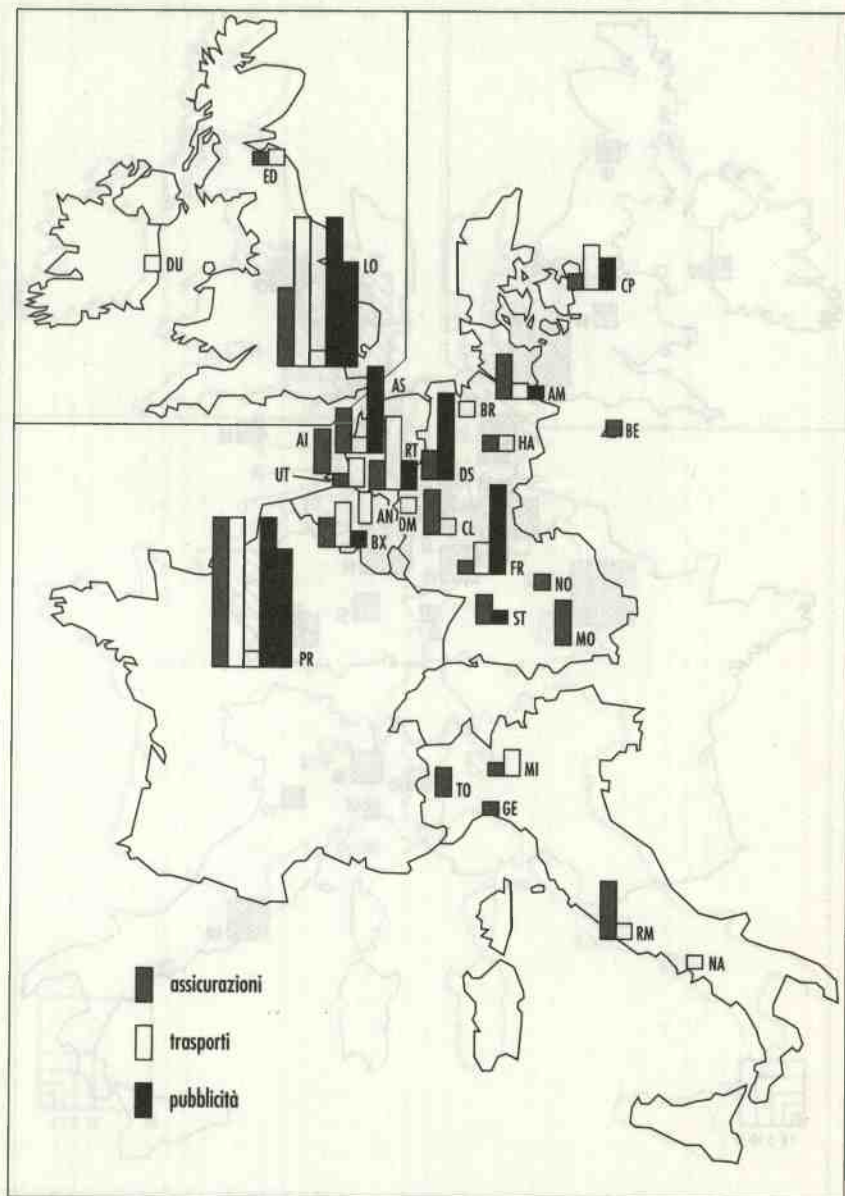 ED
DU
LO
CP
AS
AM
BR
BE
AI
HA
RT
UT
DS
AN
DM
CL
BX
FR
NO
ST
MO
PR
MI
TO
GE
RM
NA
assicurazioni
trasporti
pubblicità